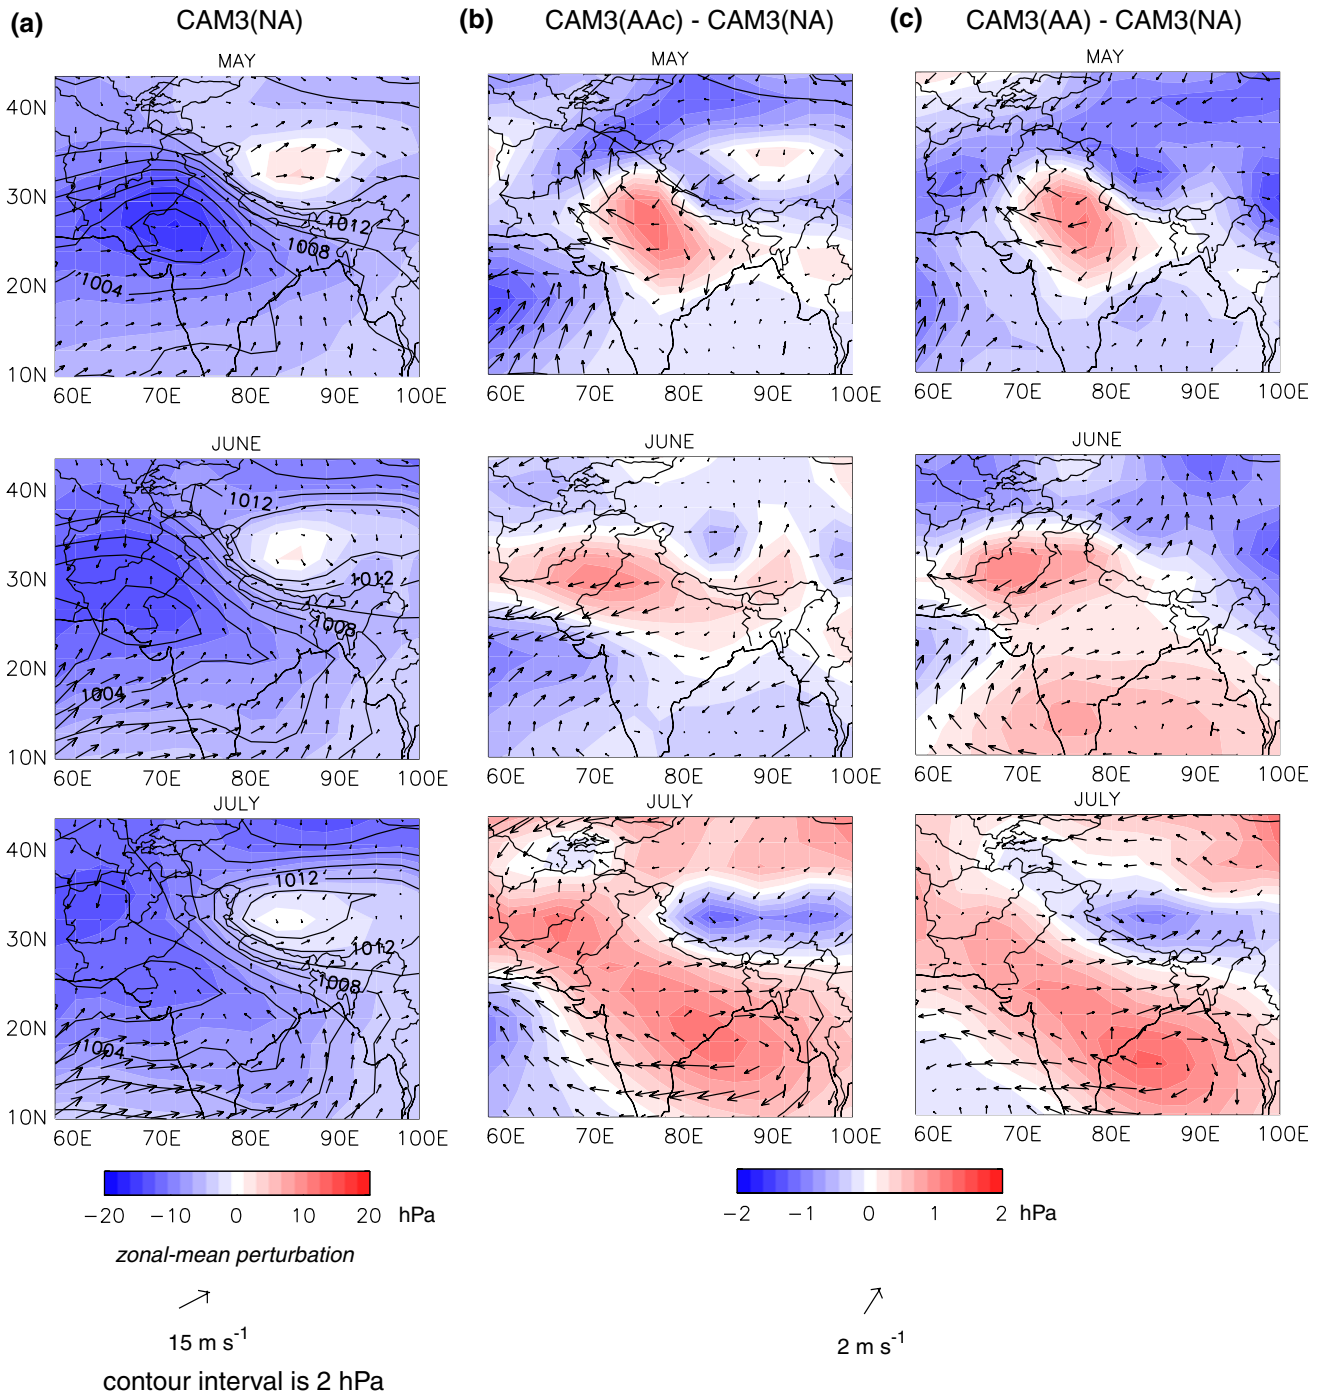 (a) CAM3(NA) (b) CAM3(AAc) - CAM3(NA) (c) CAM3(AA) - CAM3(NA)
MAY MAY MAY
40N
30N
20N
10N
1012
1008
1004
60E 70E 80E 90E 100E 60E 70E 80E 90E 100E 60E 70E 80E 90E 100E
JUNE JUNE JUNE
40N
30N
20N
10N
1012
1012
1008
1004
60E 70E 80E 90E 100E 60E 70E 80E 90E 100E 60E 70E 80E 90E 100E
JULY JULY JULY
40N
30N
20N
10N
1012
1012
1008
1004
60E 70E 80E 90E 100E 60E 70E 80E 90E 100E 60E 70E 80E 90E 100E
−20 −10 0 10 20 hPa −2 −1 0 1 2 hPa
zonal-mean perturbation
15 m s⁻¹ 2 m s⁻¹
contour interval is 2 hPa